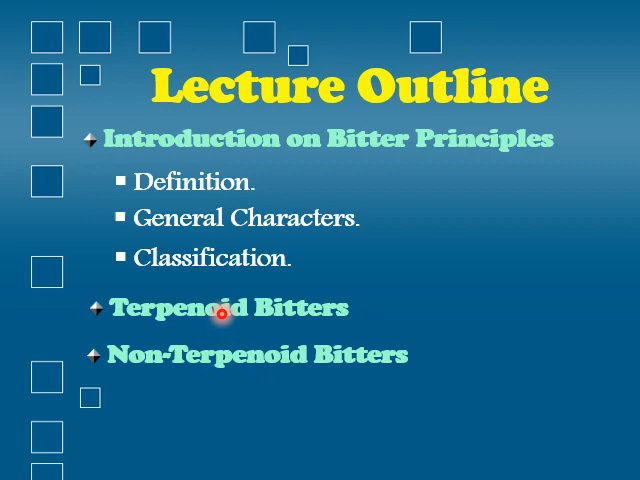 Lecture Outline
Introduction on Bitter Principles
Definition.
General Characters.
Classification.
Terpenoid Bitters
Non-Terpenoid Bitters